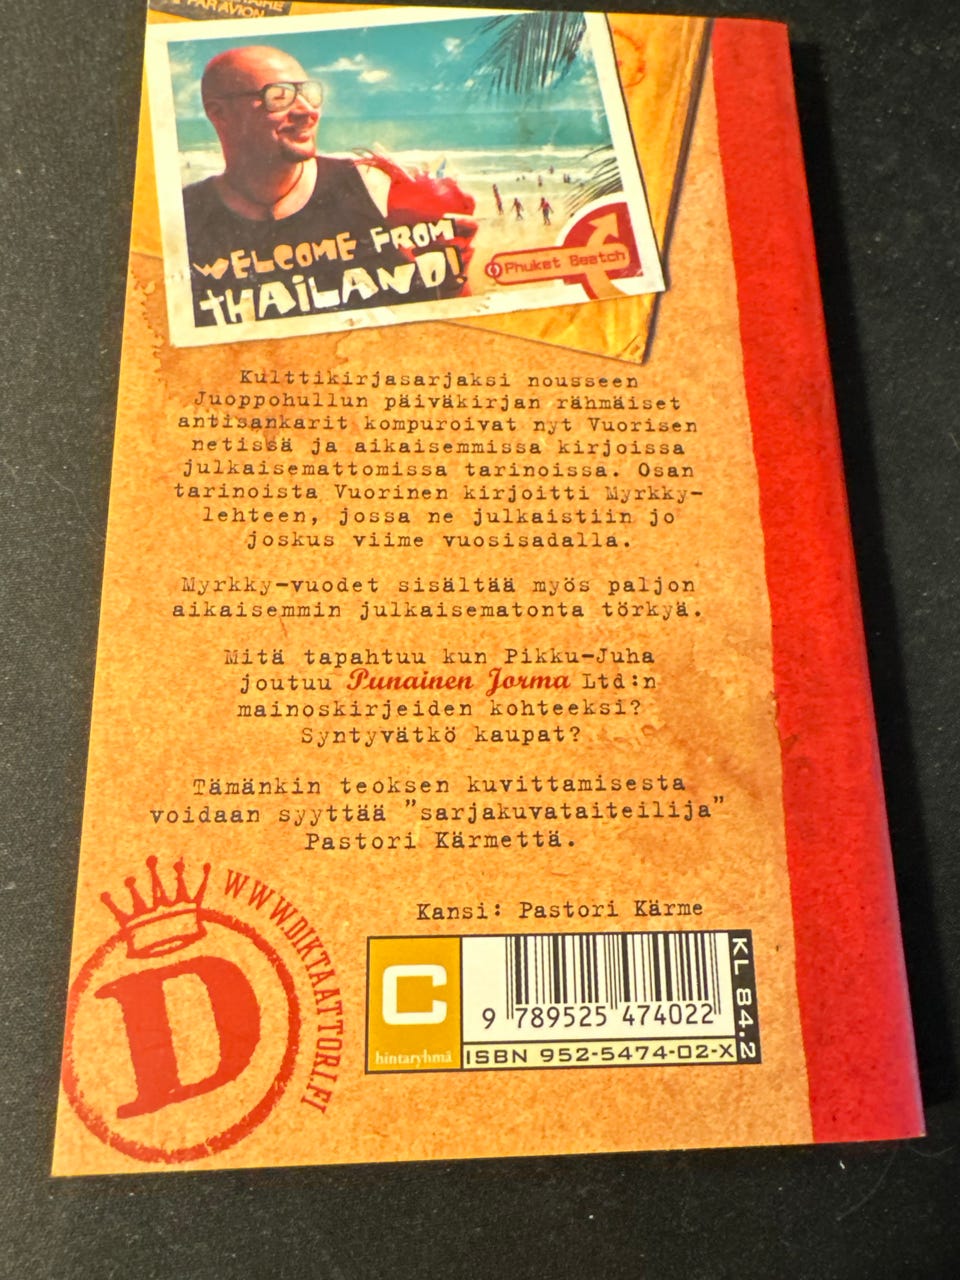 PAR AVION
WELCOME FROM
THAILAND!
Phuket Beatch
Kulttikirjasarjaksi nousseen
Juoppohullun päiväkirjan rähmäiset
antisankarit kompuroivat nyt Vuorisen
netissä ja aikaisemmissa kirjoissa
julkaisemattomissa tarinoissa. Osan
tarinoista Vuorinen kirjoitti Myrkky-
lehteen, jossa ne julkaistiin jo
joskus viime vuosisadalla.
Myrkky-vuodet sisältää myös paljon
aikaisemmin julkaisematonta törkyä.
Mitä tapahtuu kun Pikku-Juha
joutuu Punainen Jorma Ltd:n
mainoskirjeiden kohteeksi?
Syntyvätkö kaupat?
Tämänkin teoksen kuvittamisesta
voidaan syyttää "sarjakuvataiteilija"
Pastori Kärmettä.
Kansi: Pastori Kärme
WWW.DIKTAATTORI.FI
D
C
hintaryhmä
9 789525 474022
ISBN 952-5474-02-X
KL 84.2